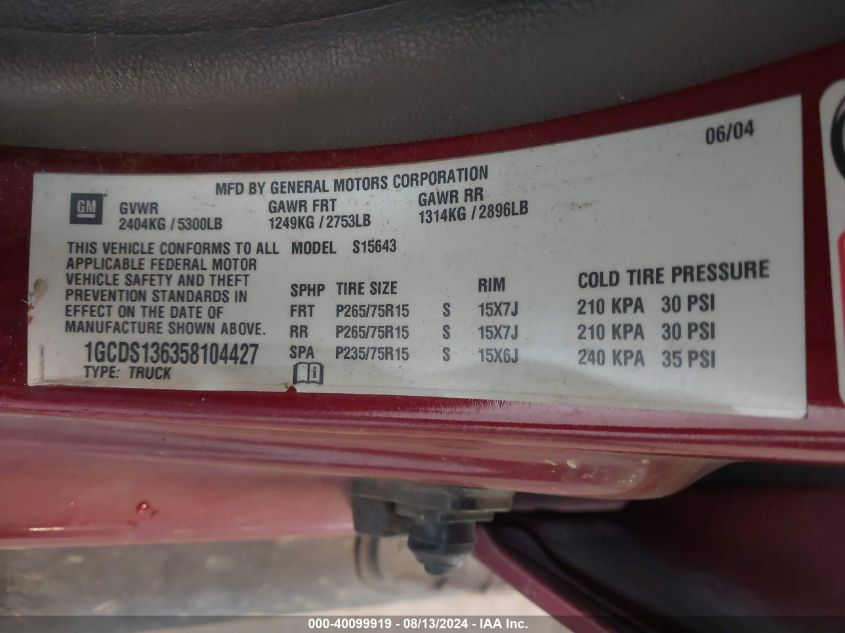 06/04
MFD BY GENERAL MOTORS CORPORATION
GM
GVWR GAWR FRT GAWR RR
2404KG / 5300LB 1249KG / 2753LB 1314KG / 2896LB
THIS VEHICLE CONFORMS TO ALL
APPLICABLE FEDERAL MOTOR
VEHICLE SAFETY AND THEFT
PREVENTION STANDARDS IN
EFFECT ON THE DATE OF
MANUFACTURE SHOWN ABOVE.
1GCDS136358104427
TYPE: TRUCK
MODEL S15643
SPHP TIRE SIZE RIM COLD TIRE PRESSURE
FRT P265/75R15 S 15X7J 210 KPA 30 PSI
RR P265/75R15 S 15X7J 210 KPA 30 PSI
SPA P235/75R15 S 15X6J 240 KPA 35 PSI
i
000-40099919 - 08/13/2024 - IAA Inc.